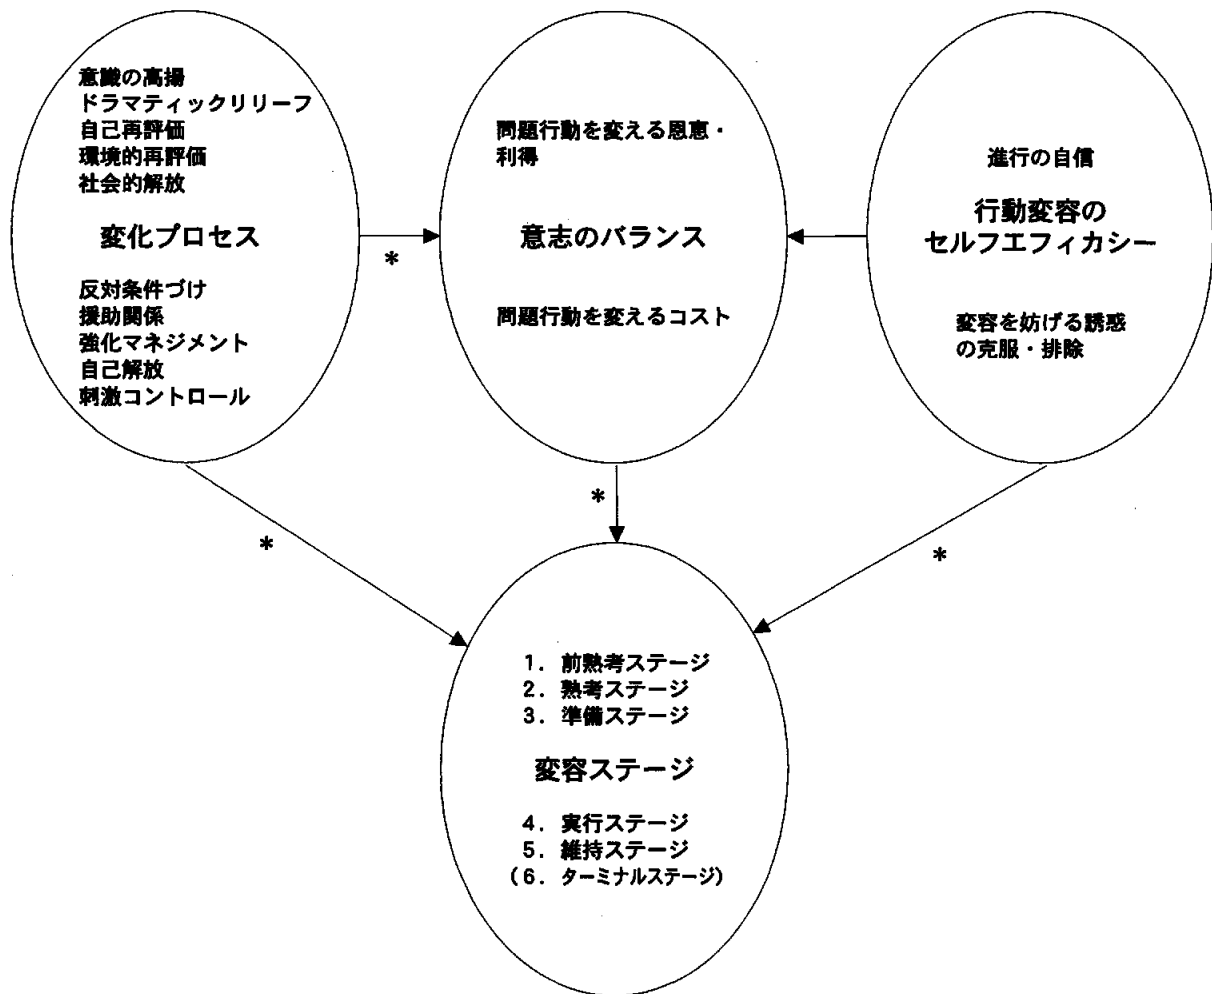 意識の高揚
ドラマティックリリーフ
自己再評価
環境的再評価
社会的解放
変化プロセス
反対条件づけ
援助関係
強化マネジメント
自己解放
刺激コントロール
*
問題行動を変える恩恵・
利得
意志のバランス
問題行動を変えるコスト
進行の自信
行動変容の
セルフエフィカシー
変容を妨げる誘惑
の克服・排除
*
*
*
1. 前熟考ステージ
2. 熟考ステージ
3. 準備ステージ
変容ステージ
4. 実行ステージ
5. 維持ステージ
(6. ターミナルステージ)